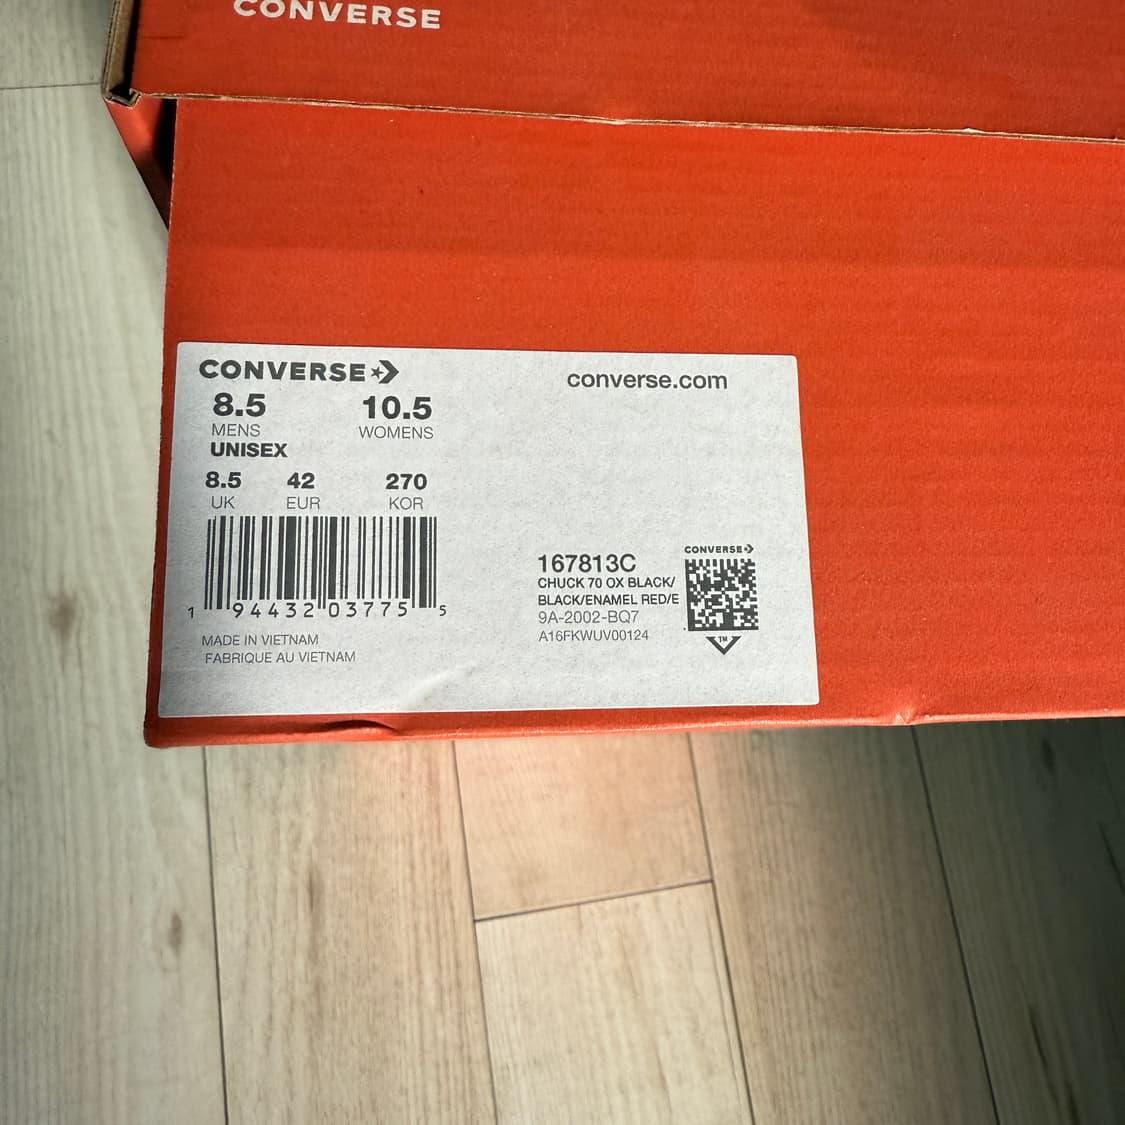 CONVERSE
CONVERSE
converse.com
8.5 10.5
MENS WOMENS
UNISEX
8.5 42 270
UK EUR KOR
1 94432 03775 5
MADE IN VIETNAM
FABRIQUE AU VIETNAM
167813C
CHUCK 70 OX BLACK/
BLACK/ENAMEL RED/E
9A-2002-BQ7
A16FKWUV00124
CONVERSE
TM